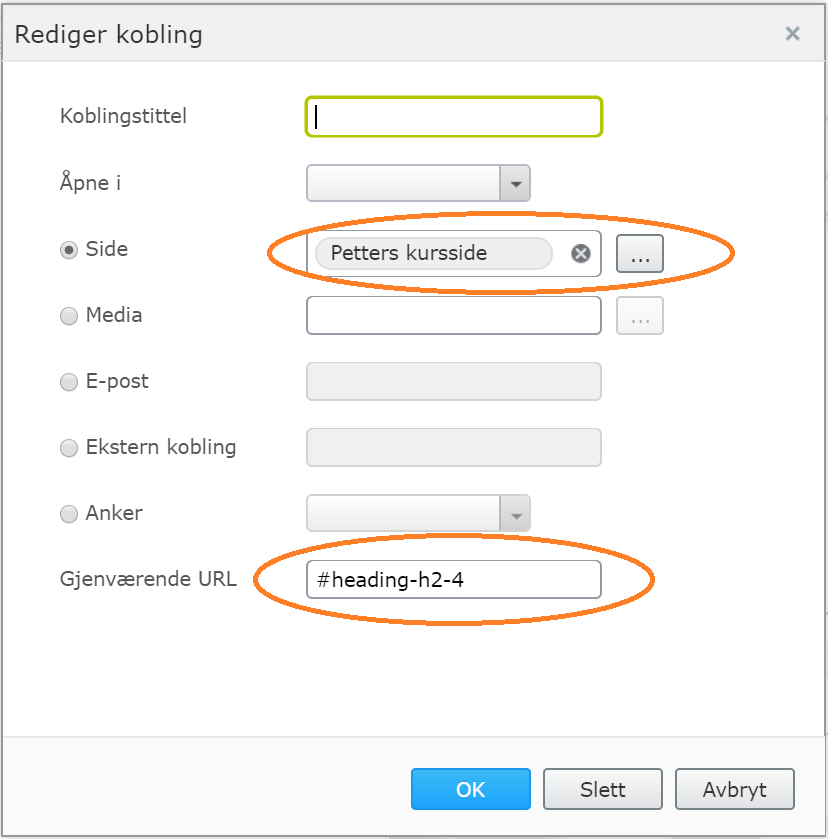 Rediger kobling
Koblingstittel
Åpne i
Side Petters kursside ...
Media ...
E-post
Ekstern kobling
Anker
Gjenværende URL #heading-h2-4
OK Slett Avbryt